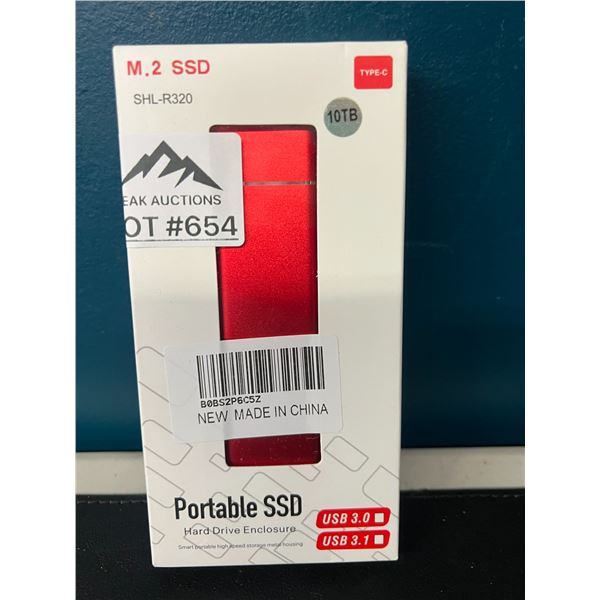 M.2 SSD
TYPE-C
SHL-R320
10TB
EAK AUCTIONS
OT #654
B0BS2P6C5Z
NEW MADE IN CHINA
Portable SSD
Hard Drive Enclosure
Smart portable high speed storage metal housing
USB 3.0
USB 3.1